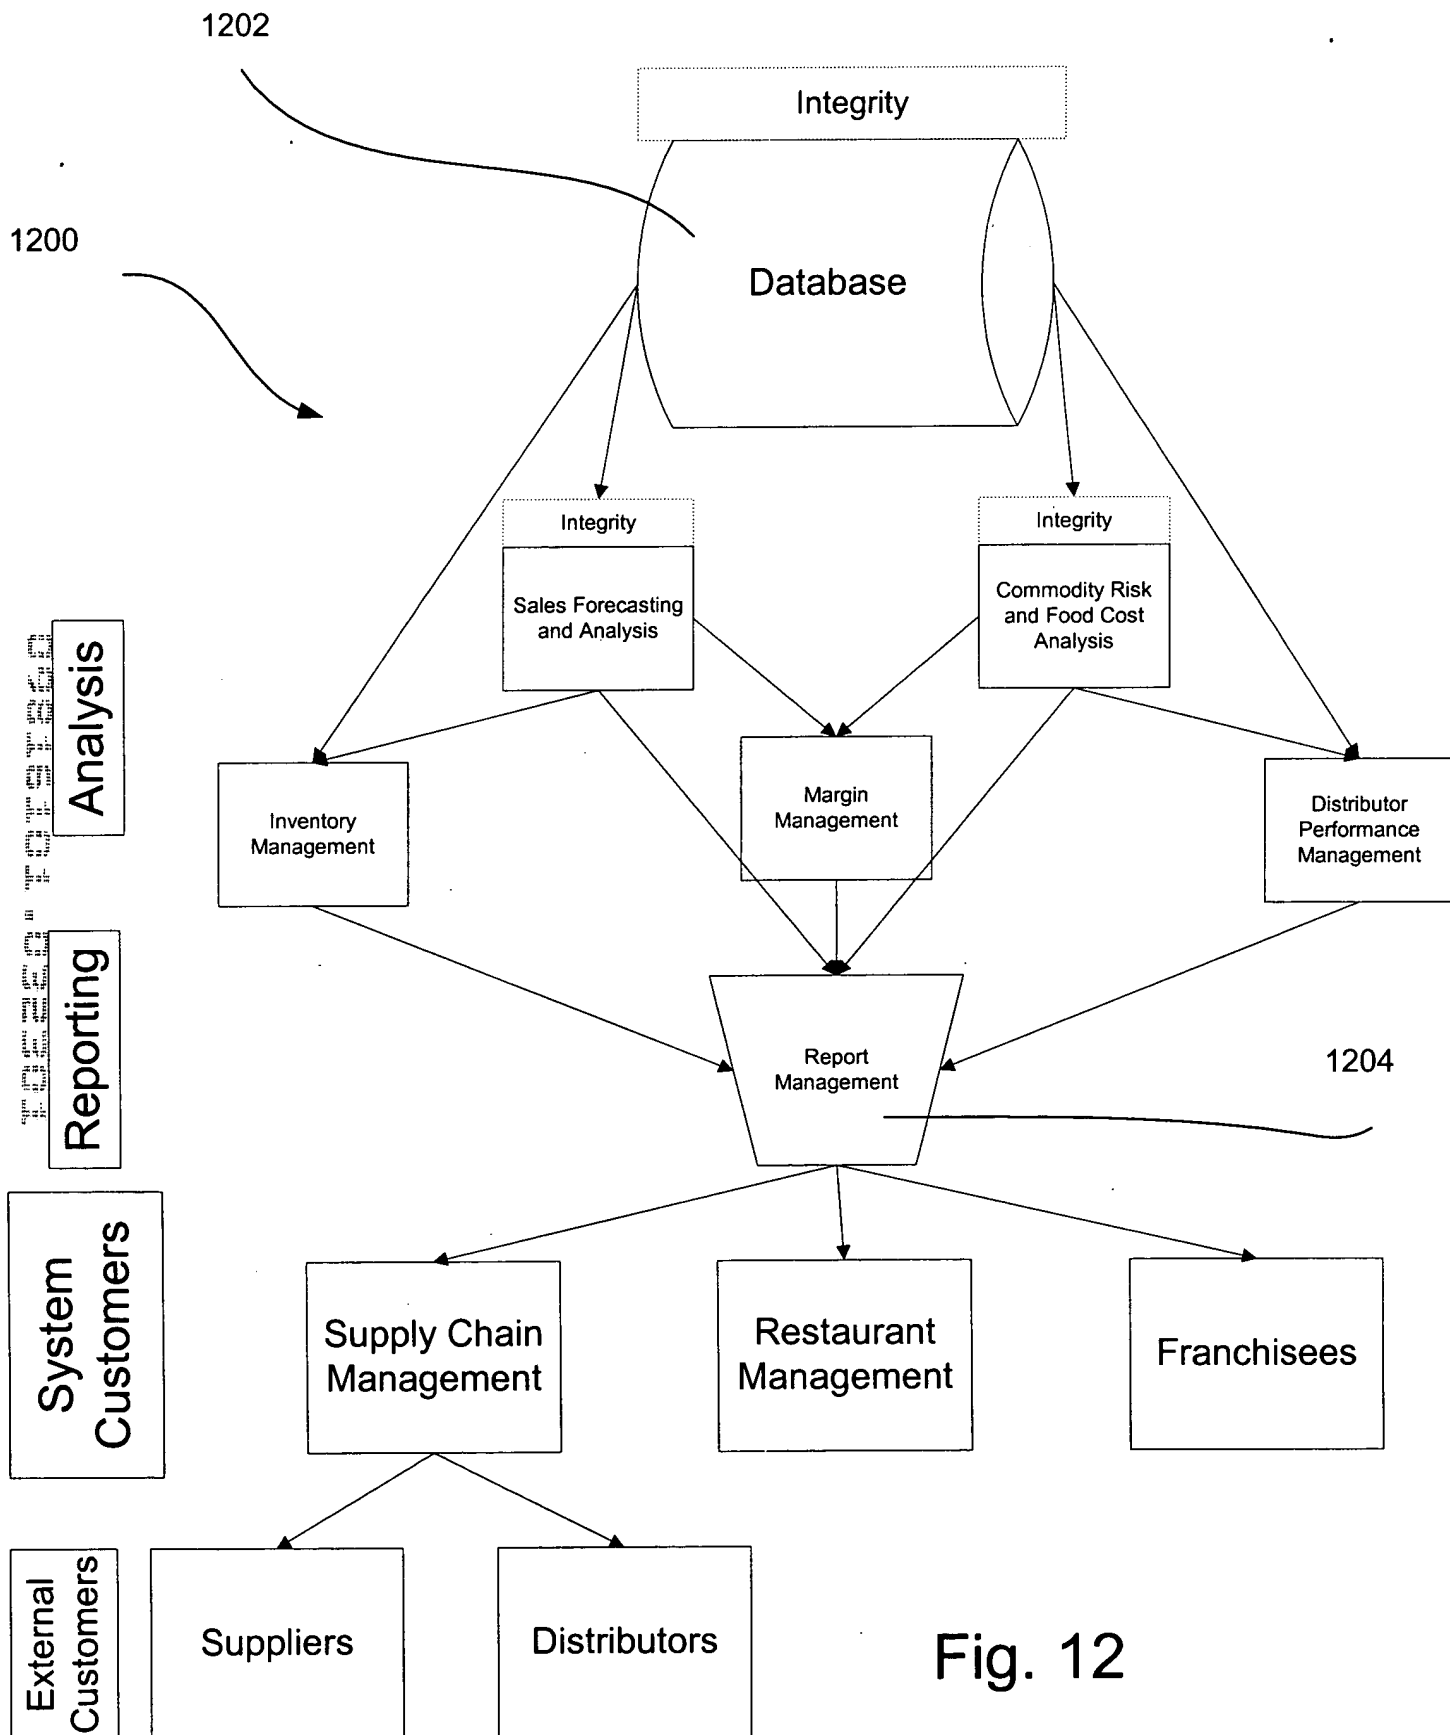 1202
Integrity
1200
Database
Integrity
Integrity
Sales Forecasting
and Analysis
Commodity Risk
and Food Cost
Analysis
Analysis
Inventory
Management
Margin
Management
Distributor
Performance
Management
Reporting
Report
Management
1204
System
Customers
Supply Chain
Management
Restaurant
Management
Franchisees
External
Customers
Suppliers
Distributors
Fig. 12